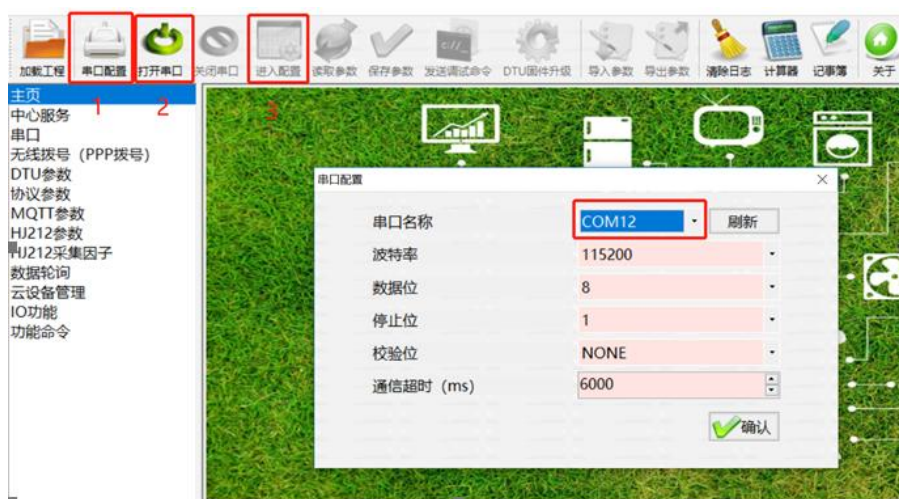 加载工程 串口配置 打开串口 关闭串口 进入配置 读取参数 保存参数 发送调试命令 DTU固件升级 导入参数 导出参数 清除日志 计算器 记事簿 关于
1 2 3
主页
中心服务
串口
无线拨号（PPP拨号）
DTU参数
协议参数
MQTT参数
HJ212参数
HJ212采集因子
数据轮询
云设备管理
IO功能
功能命令
串口配置
串口名称 COM12 刷新
波特率 115200
数据位 8
停止位 1
校验位 NONE
通信超时（ms） 6000
确认